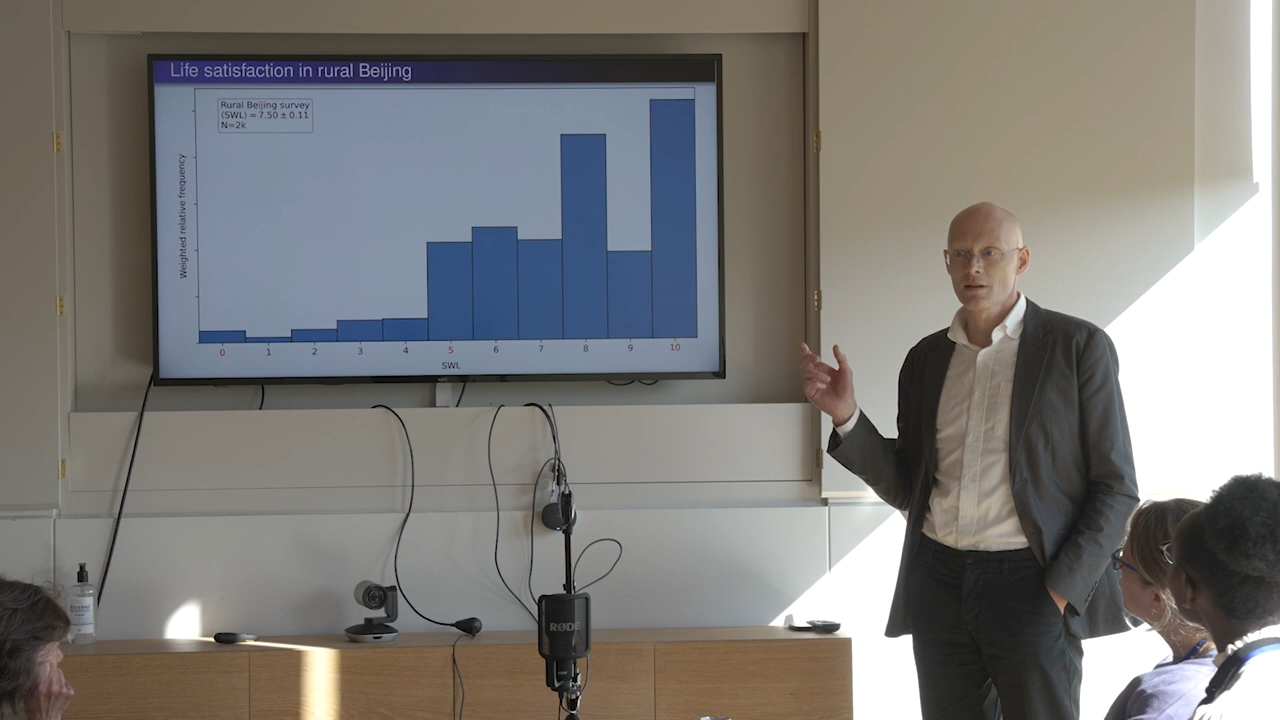 Life satisfaction in rural Beijing
Rural Beijing survey
⟨SWL⟩ = 7.50 ± 0.11
N=2k
Weighted relative frequency
0 1 2 3 4 5 6 7 8 9 10
SWL
RØDE